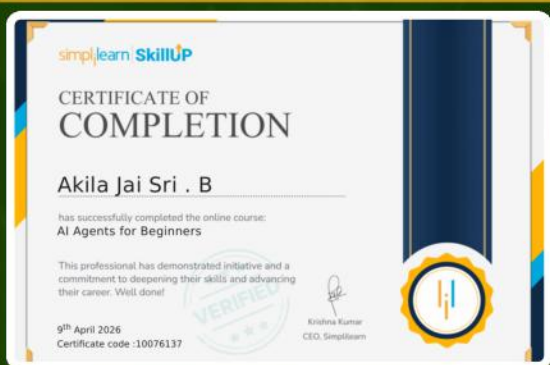 simplilearn SkillUP
CERTIFICATE OF
COMPLETION
Akila Jai Sri . B
has successfully completed the online course:
AI Agents for Beginners
This professional has demonstrated initiative and a
commitment to deepening their skills and advancing
their career. Well done!
VERIFIED
9th April 2026
Certificate code :10076137
Krishna Kumar
CEO, Simplilearn